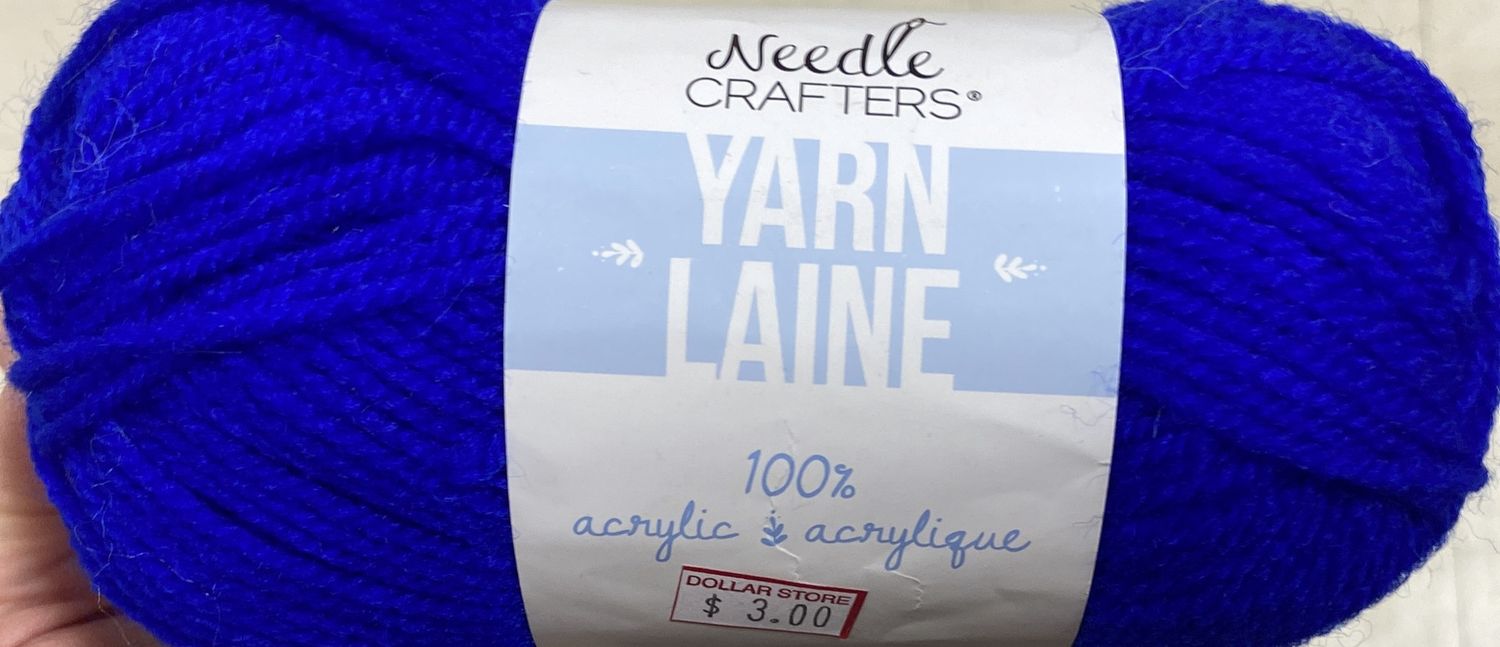 Needle
CRAFTERS®
YARN
LAINE
100%
acrylic acrylique
DOLLAR STORE
$ 3.00